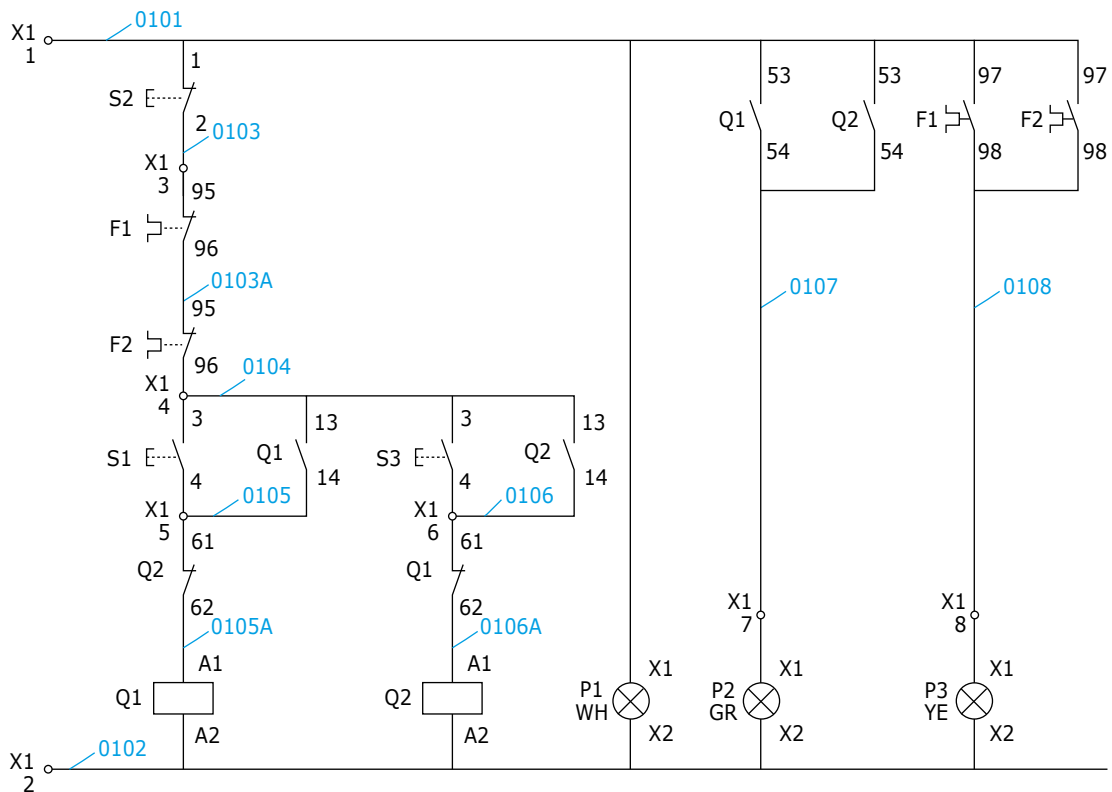 0101
X1
1
1
53
53
97
97
S2
Q1
Q2
F1
F2
2
0103
54
54
98
98
X1
3
95
F1
96
0103A
0107
0108
95
F2
96
0104
X1
4
3
13
3
13
S1
Q1
S3
Q2
4
14
4
14
0105
0106
X1
5
X1
6
61
61
Q2
Q1
62
62
0105A
0106A
X1
7
X1
8
A1
A1
X1
X1
X1
Q1
Q2
P1
WH
P2
GR
P3
YE
A2
A2
X2
X2
X2
0102
X1
2